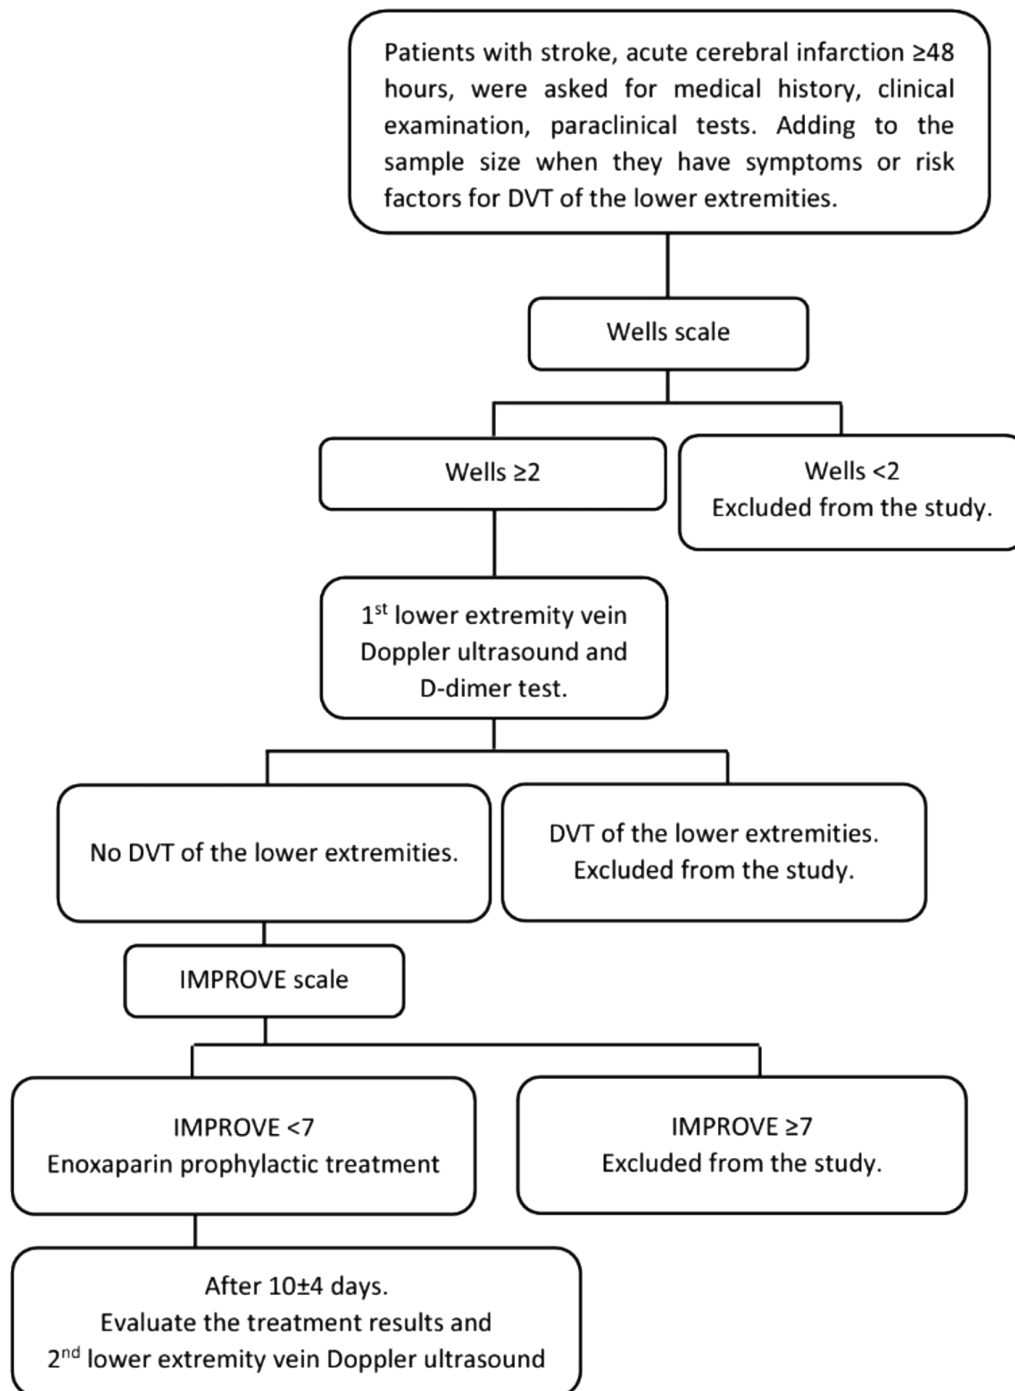 Patients with stroke, acute cerebral infarction ≥48
hours, were asked for medical history, clinical
examination, paraclinical tests. Adding to the
sample size when they have symptoms or risk
factors for DVT of the lower extremities.
Wells scale
Wells ≥2
Wells <2
Excluded from the study.
1st lower extremity vein
Doppler ultrasound and
D-dimer test.
No DVT of the lower extremities.
DVT of the lower extremities.
Excluded from the study.
IMPROVE scale
IMPROVE <7
Enoxaparin prophylactic treatment
IMPROVE ≥7
Excluded from the study.
After 10±4 days.
Evaluate the treatment results and
2nd lower extremity vein Doppler ultrasound